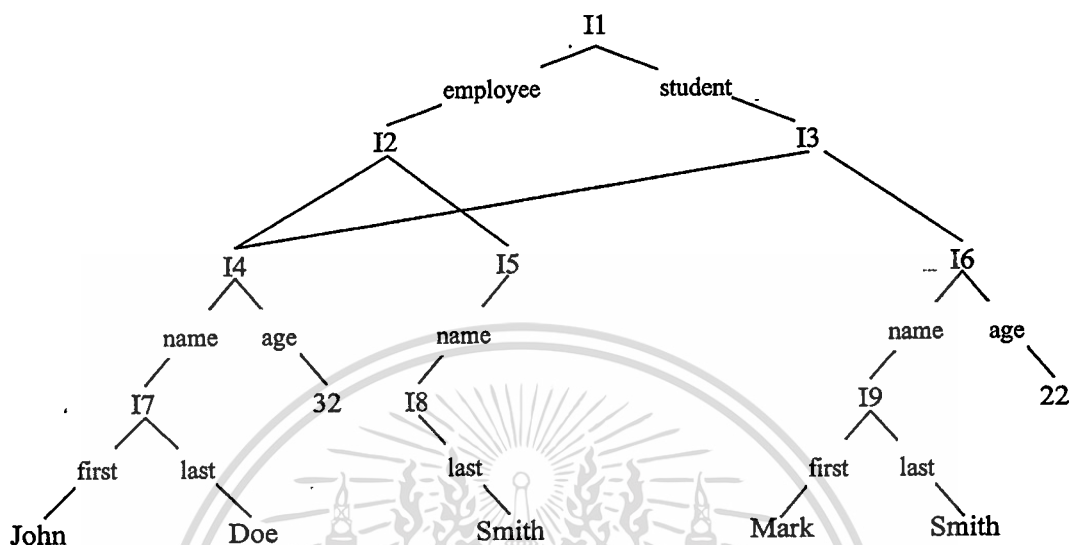 I1
employee student
I2 I3
I4 I5 I6
name age name name age
I7 32 I8 I9 22
first last last first last
John Doe Smith Mark Smith